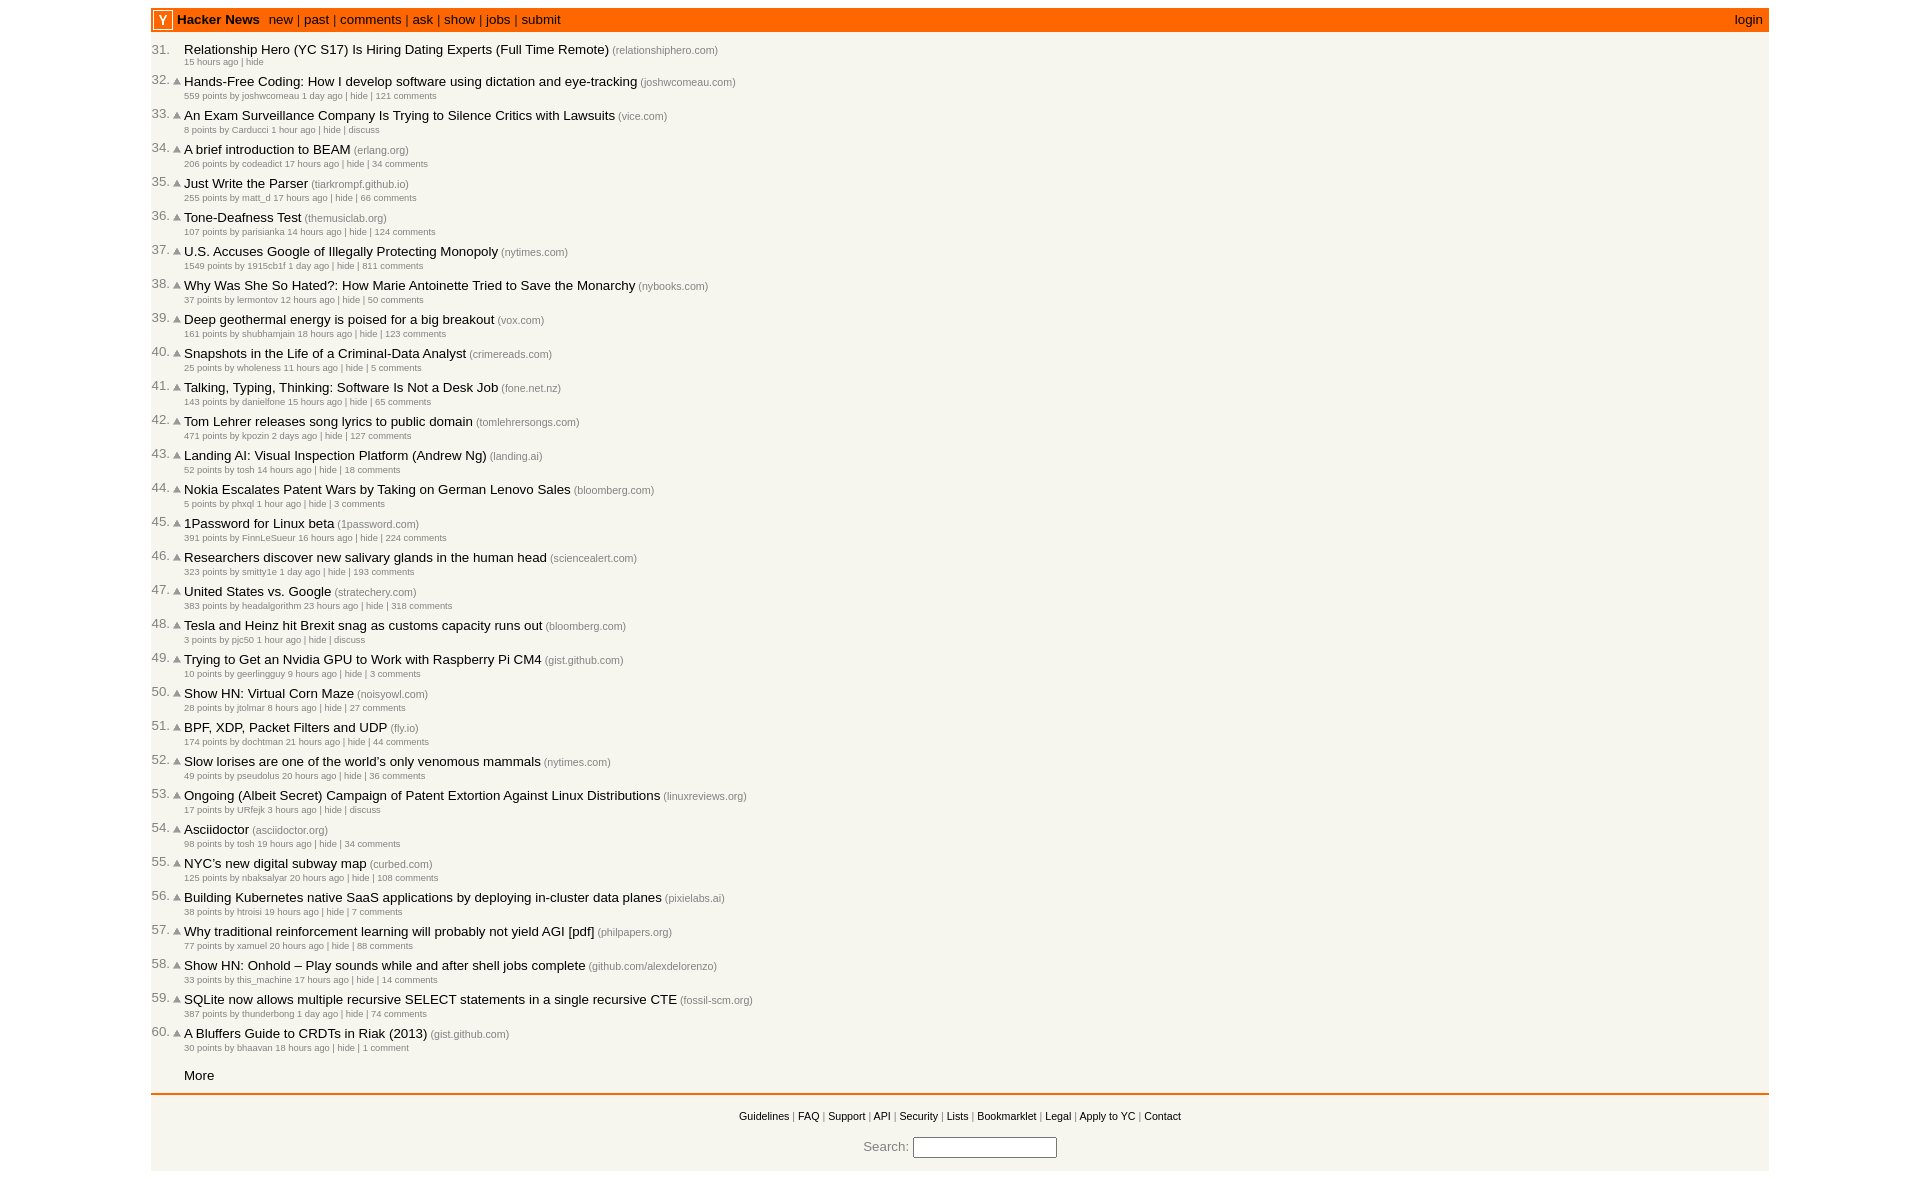 Y Hacker News new | past | comments | ask | show | jobs | submit login
31. Relationship Hero (YC S17) Is Hiring Dating Experts (Full Time Remote) (relationshiphero.com)
15 hours ago | hide
32. Hands-Free Coding: How I develop software using dictation and eye-tracking (joshwcomeau.com)
559 points by joshwcomeau 1 day ago | hide | 121 comments
33. An Exam Surveillance Company Is Trying to Silence Critics with Lawsuits (vice.com)
8 points by Carducci 1 hour ago | hide | discuss
34. A brief introduction to BEAM (erlang.org)
206 points by codeadict 17 hours ago | hide | 34 comments
35. Just Write the Parser (tiarkrompf.github.io)
255 points by matt_d 17 hours ago | hide | 66 comments
36. Tone-Deafness Test (themusiclab.org)
107 points by parisianka 14 hours ago | hide | 124 comments
37. U.S. Accuses Google of Illegally Protecting Monopoly (nytimes.com)
1549 points by 1915cb1f 1 day ago | hide | 811 comments
38. Why Was She So Hated?: How Marie Antoinette Tried to Save the Monarchy (nybooks.com)
37 points by lermontov 12 hours ago | hide | 50 comments
39. Deep geothermal energy is poised for a big breakout (vox.com)
161 points by shubhamjain 18 hours ago | hide | 123 comments
40. Snapshots in the Life of a Criminal-Data Analyst (crimereads.com)
25 points by wholeness 11 hours ago | hide | 5 comments
41. Talking, Typing, Thinking: Software Is Not a Desk Job (fone.net.nz)
143 points by danielfone 15 hours ago | hide | 65 comments
42. Tom Lehrer releases song lyrics to public domain (tomlehrersongs.com)
471 points by kpozin 2 days ago | hide | 127 comments
43. Landing AI: Visual Inspection Platform (Andrew Ng) (landing.ai)
52 points by tosh 14 hours ago | hide | 18 comments
44. Nokia Escalates Patent Wars by Taking on German Lenovo Sales (bloomberg.com)
5 points by phxql 1 hour ago | hide | 3 comments
45. 1Password for Linux beta (1password.com)
391 points by FinnLeSueur 16 hours ago | hide | 224 comments
46. Researchers discover new salivary glands in the human head (sciencealert.com)
323 points by smitty1e 1 day ago | hide | 193 comments
47. United States vs. Google (stratechery.com)
383 points by headalgorithm 23 hours ago | hide | 318 comments
48. Tesla and Heinz hit Brexit snag as customs capacity runs out (bloomberg.com)
3 points by pjc50 1 hour ago | hide | discuss
49. Trying to Get an Nvidia GPU to Work with Raspberry Pi CM4 (gist.github.com)
10 points by geerlingguy 9 hours ago | hide | 3 comments
50. Show HN: Virtual Corn Maze (noisyowl.com)
28 points by jtolmar 8 hours ago | hide | 27 comments
51. BPF, XDP, Packet Filters and UDP (fly.io)
174 points by dochtman 21 hours ago | hide | 44 comments
52. Slow lorises are one of the world’s only venomous mammals (nytimes.com)
49 points by pseudolus 20 hours ago | hide | 36 comments
53. Ongoing (Albeit Secret) Campaign of Patent Extortion Against Linux Distributions (linuxreviews.org)
17 points by URfejk 3 hours ago | hide | discuss
54. Asciidoctor (asciidoctor.org)
98 points by tosh 19 hours ago | hide | 34 comments
55. NYC’s new digital subway map (curbed.com)
125 points by nbaksalyar 20 hours ago | hide | 108 comments
56. Building Kubernetes native SaaS applications by deploying in-cluster data planes (pixielabs.ai)
38 points by htroisi 19 hours ago | hide | 7 comments
57. Why traditional reinforcement learning will probably not yield AGI [pdf] (philpapers.org)
77 points by xamuel 20 hours ago | hide | 88 comments
58. Show HN: Onhold – Play sounds while and after shell jobs complete (github.com/alexdelorenzo)
33 points by this_machine 17 hours ago | hide | 14 comments
59. SQLite now allows multiple recursive SELECT statements in a single recursive CTE (fossil-scm.org)
387 points by thunderbong 1 day ago | hide | 74 comments
60. A Bluffers Guide to CRDTs in Riak (2013) (gist.github.com)
30 points by bhaavan 18 hours ago | hide | 1 comment
More
Guidelines | FAQ | Support | API | Security | Lists | Bookmarklet | Legal | Apply to YC | Contact
Search: